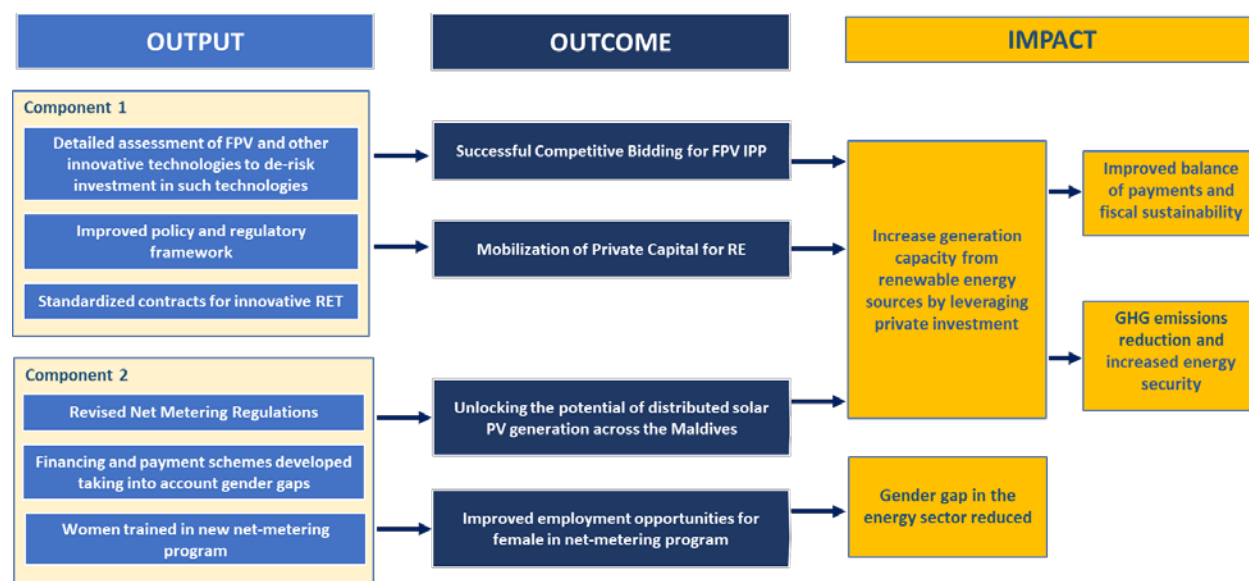 OUTPUT
OUTCOME
IMPACT
Component 1
Detailed assessment of FPV and other
innovative technologies to de-risk
investment in such technologies
Improved policy and regulatory
framework
Standardized contracts for innovative RET
Successful Competitive Bidding for FPV IPP
Mobilization of Private Capital for RE
Increase generation
capacity from
renewable energy
sources by leveraging
private investment
Improved balance
of payments and
fiscal sustainability
GHG emissions
reduction and
increased energy
security
Component 2
Revised Net Metering Regulations
Financing and payment schemes developed
taking into account gender gaps
Women trained in new net-metering
program
Unlocking the potential of distributed solar
PV generation across the Maldives
Improved employment opportunities for
female in net-metering program
Gender gap in the
energy sector reduced